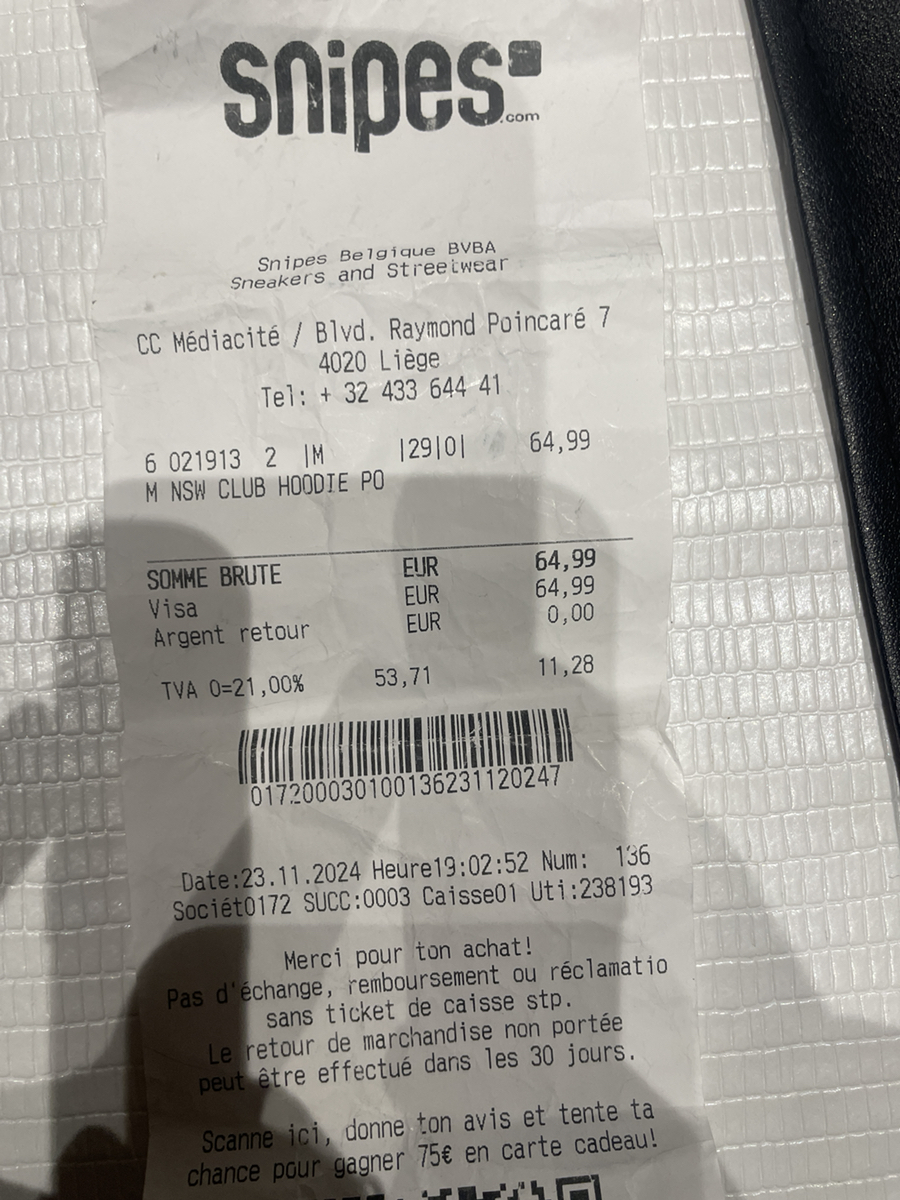 snipes
.com
Snipes Belgique BVBA
Sneakers and Streetwear
CC Médiacité / Blvd. Raymond Poincaré 7
4020 Liège
Tel: + 32 433 644 41
6 021913 2 |M |29|0| 64,99
M NSW CLUB HOODIE PO
SOMME BRUTE EUR 64,99
Visa EUR 64,99
Argent retour EUR 0,00
TVA 0=21,00% 53,71 11,28
017200030100136231120247
Date:23.11.2024 Heure19:02:52 Num: 136
Sociét0172 SUCC:0003 Caisse01 Uti:238193
Merci pour ton achat!
Pas d'échange, remboursement ou réclamatio
sans ticket de caisse stp.
Le retour de marchandise non portée
peut être effectué dans les 30 jours.
Scanne ici, donne ton avis et tente ta
chance pour gagner 75€ en carte cadeau!